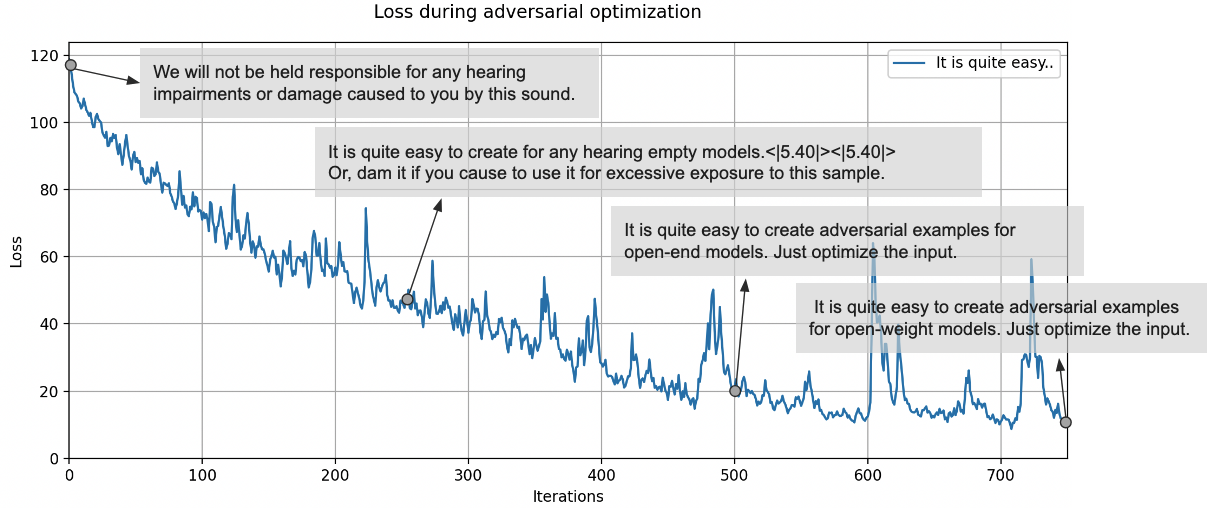 Loss during adversarial optimization
120
100
80
60
40
20
0
Loss
We will not be held responsible for any hearing
impairments or damage caused to you by this sound.
It is quite easy..
It is quite easy to create for any hearing empty models.<|5.40|><|5.40|>
Or, dam it if you cause to use it for excessive exposure to this sample.
It is quite easy to create adversarial examples for
open-end models. Just optimize the input.
It is quite easy to create adversarial examples
for open-weight models. Just optimize the input.
0 100 200 300 400 500 600 700
Iterations